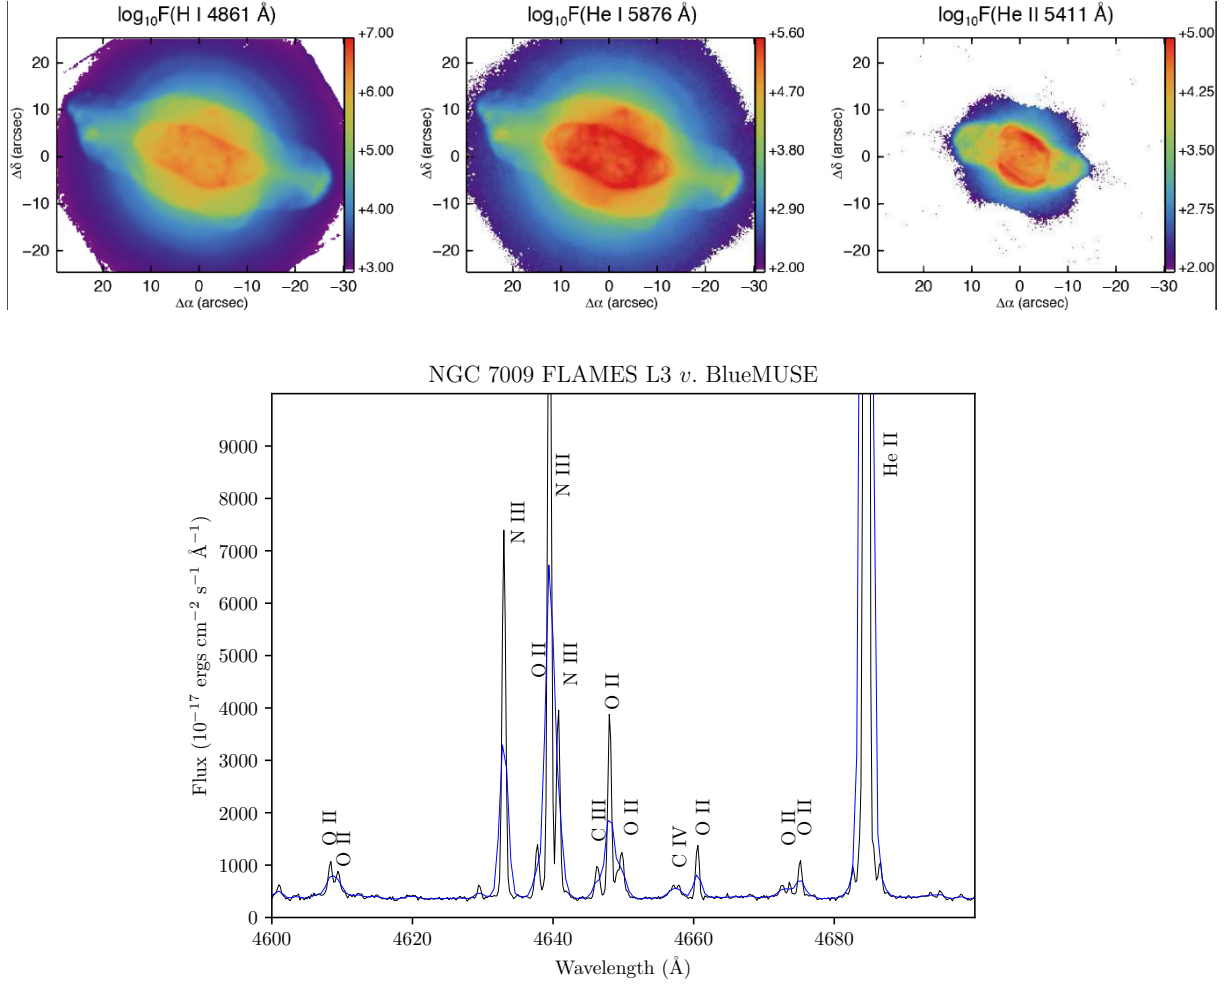 log₁₀F(H I 4861 Å)
log₁₀F(He I 5876 Å)
log₁₀F(He II 5411 Å)
+7.00
+6.00
+5.00
+4.00
+3.00
+5.60
+4.70
+3.80
+2.90
+2.00
+5.00
+4.25
+3.50
+2.75
+2.00
20
10
0
−10
−20
Δδ (arcsec)
20
10
0
−10
−20
Δδ (arcsec)
20
10
0
−10
−20
Δδ (arcsec)
20 10 0 −10 −20 −30
Δα (arcsec)
20 10 0 −10 −20 −30
Δα (arcsec)
20 10 0 −10 −20 −30
Δα (arcsec)
NGC 7009 FLAMES L3 v. BlueMUSE
Flux (10⁻¹⁷ ergs cm⁻² s⁻¹ Å⁻¹)
9000
8000
7000
6000
5000
4000
3000
2000
1000
0
O II
O II
N III
O II
N III
N III
C III
O II
O II
C IV
O II
O II
O II
He II
4600 4620 4640 4660 4680
Wavelength (Å)